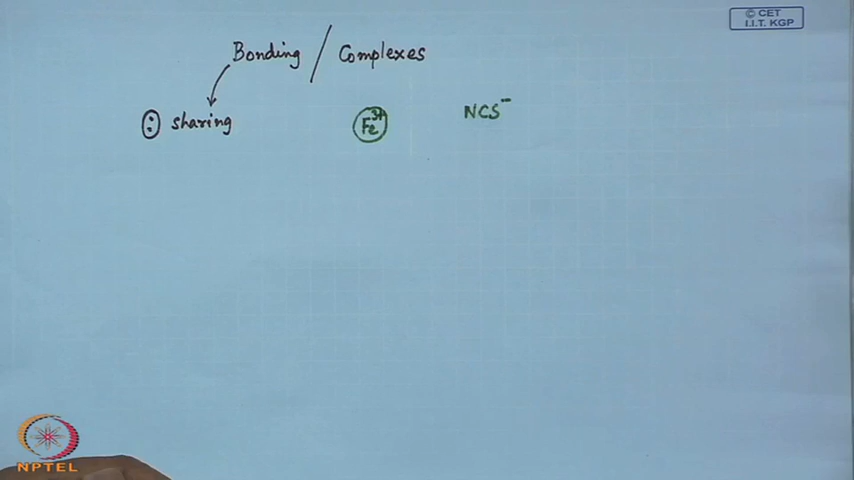 © CET
I.I.T. KGP
Bonding / Complexes
: sharing
Fe³⁺
NCS⁻
NPTEL